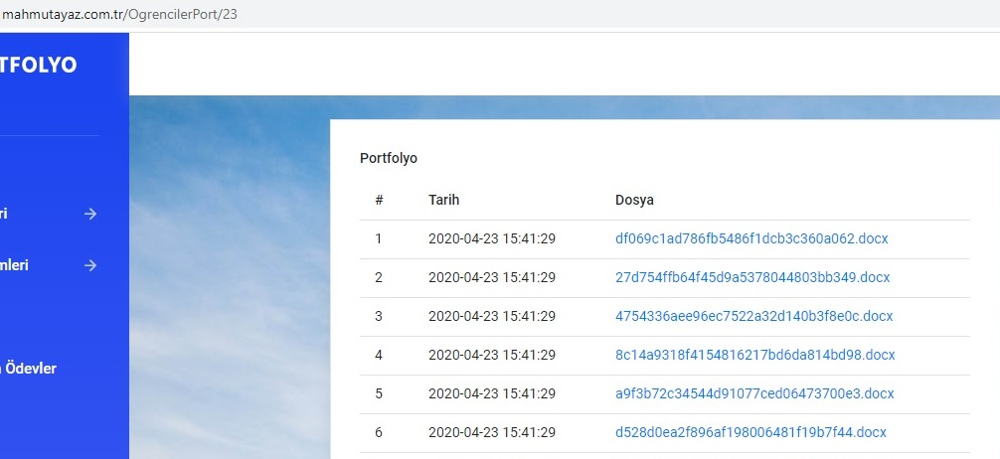 mahmutayaz.com.tr/OgrencilerPort/23
TFOLYO
ri
mleri
Ödevler
Portfolyo
# Tarih Dosya
1 2020-04-23 15:41:29 df069c1ad786fb5486f1dcb3c360a062.docx
2 2020-04-23 15:41:29 27d754ffb64f45d9a5378044803bb349.docx
3 2020-04-23 15:41:29 4754336aee96ec7522a32d140b3f8e0c.docx
4 2020-04-23 15:41:29 8c14a9318f4154816217bd6da814bd98.docx
5 2020-04-23 15:41:29 a9f3b72c34544d91077ced06473700e3.docx
6 2020-04-23 15:41:29 d528d0ea2f896af198006481f19b7f44.docx